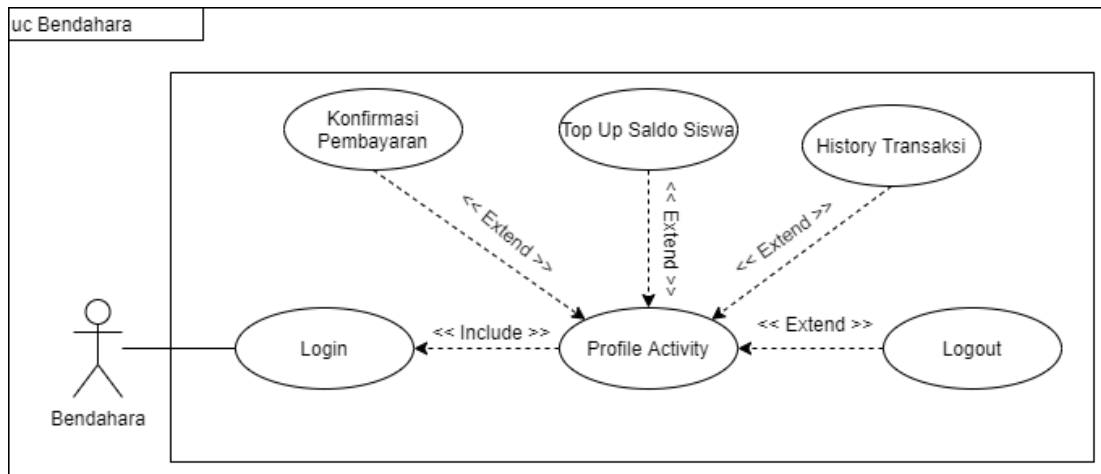 uc Bendahara
Konfirmasi
Pembayaran
Top Up Saldo Siswa
History Transaksi
<< Extend >>
<< Extend >>
<< Extend >>
Login
<< Include >>
Profile Activity
<< Extend >>
Logout
Bendahara